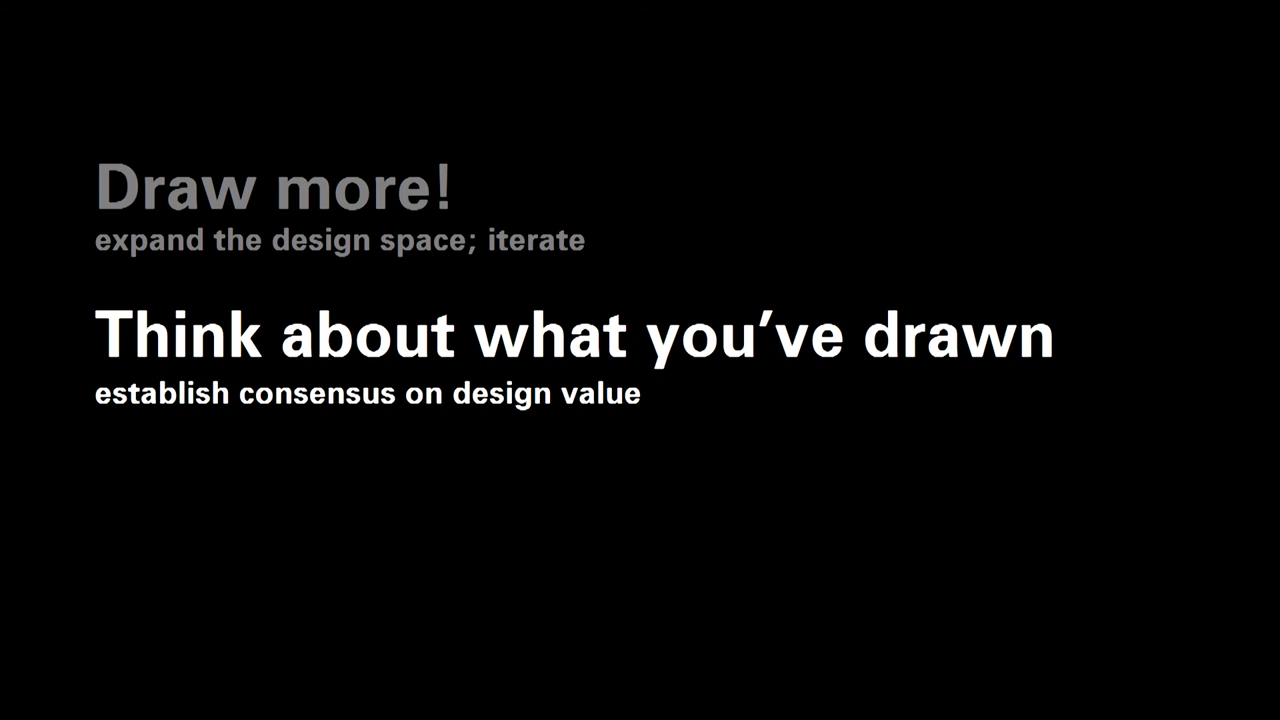 Draw more!
expand the design space; iterate
Think about what you’ve drawn
establish consensus on design value